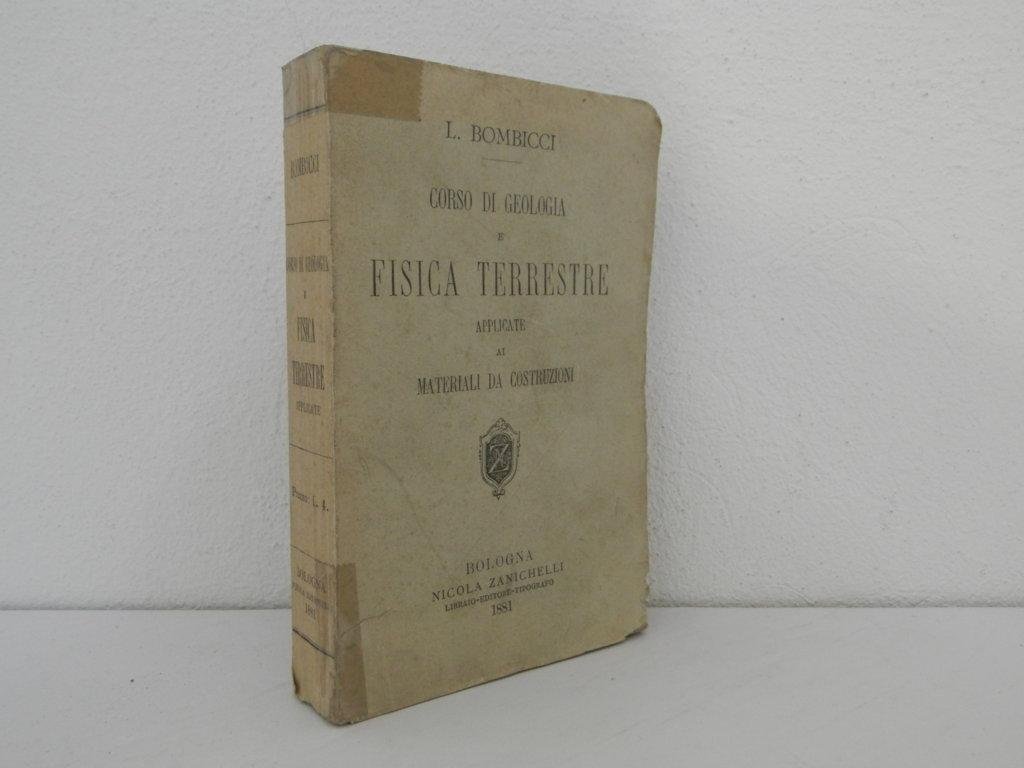 L. BOMBICCI
CORSO DI GEOLOGIA
E
FISICA TERRESTRE
APPLICATE
AI
MATERIALI DA COSTRUZIONI
Z
BOLOGNA
NICOLA ZANICHELLI
LIBRAIO-EDITORE-TIPOGRAFO
1881
BOMBICCI
CORSO DI GEOLOGIA
E
FISICA
TERRESTRE
APPLICATE
Prezzo: L. 4.
BOLOGNA
1881